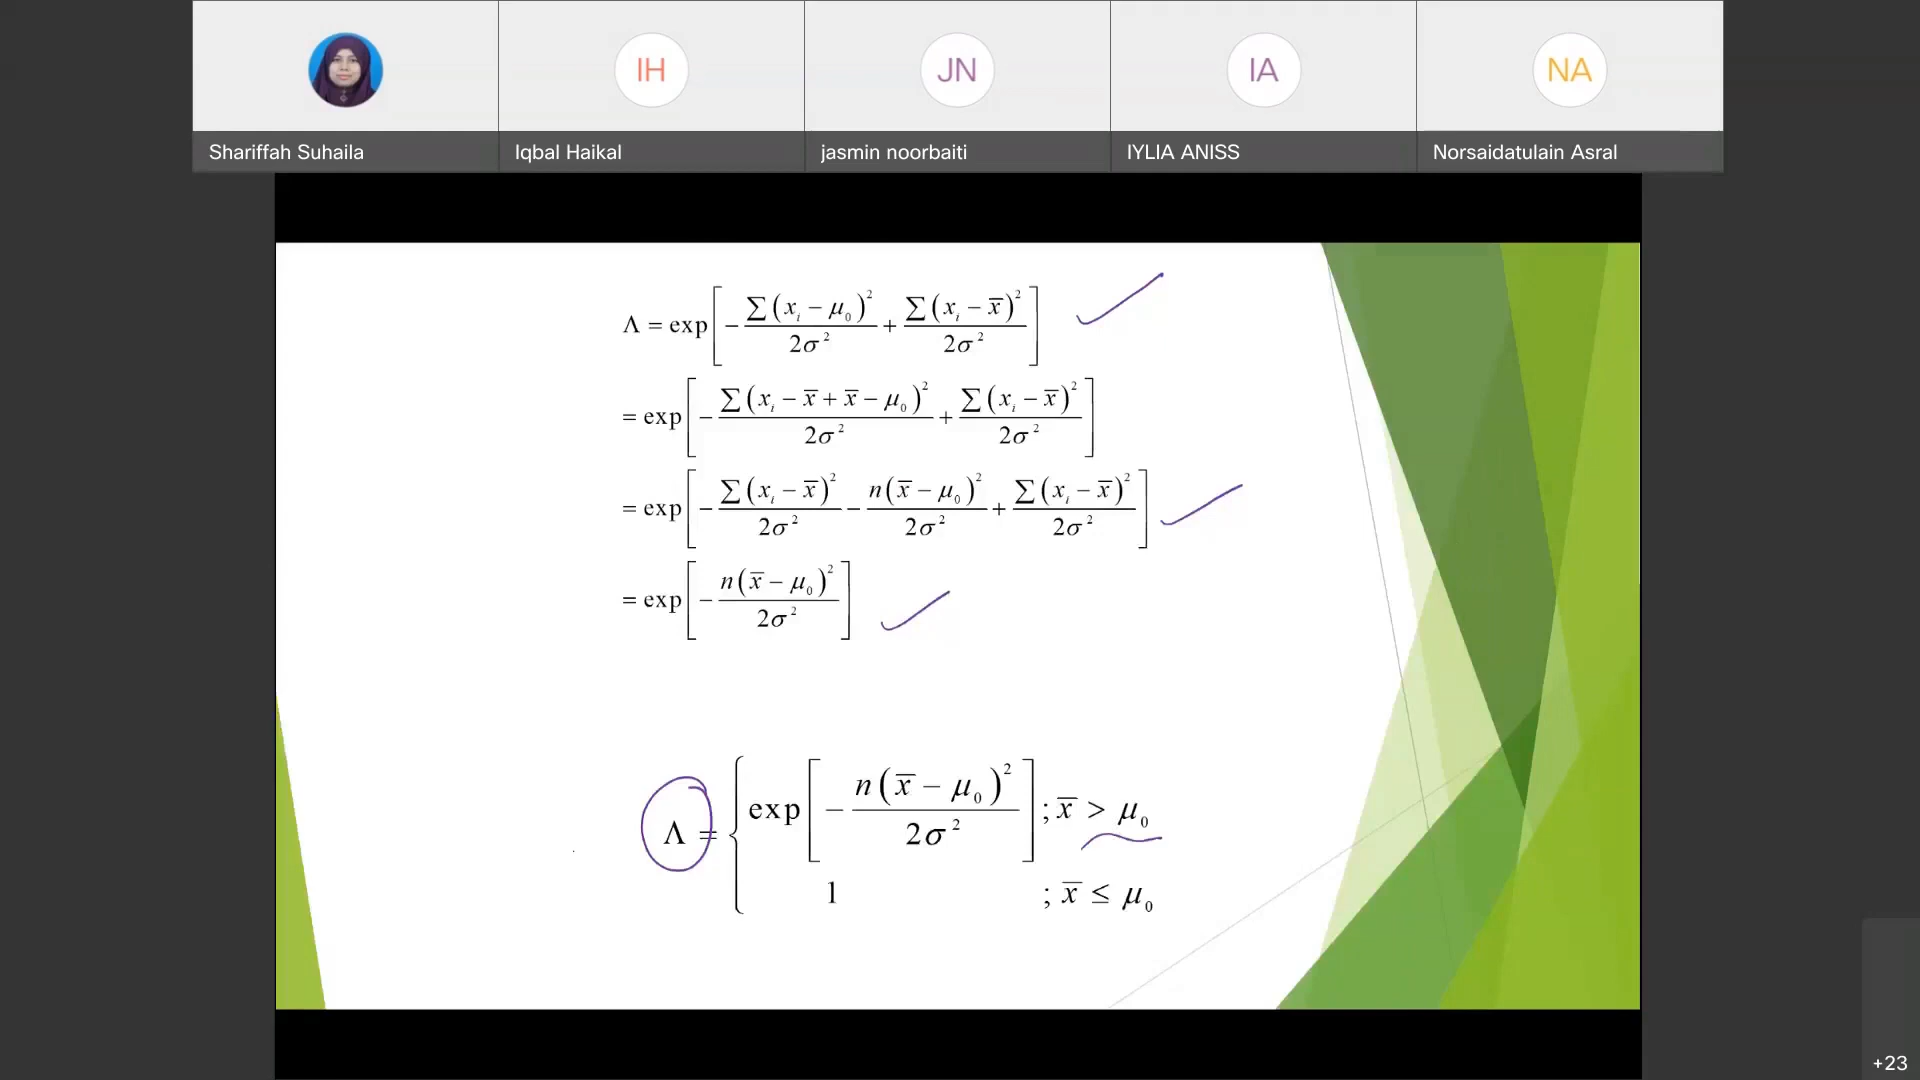 IH
JN
IA
NA
Shariffah Suhaila
Iqbal Haikal
jasmin noorbaiti
IYLIA ANISS
Norsaidatulain Asral
Λ = exp[ − ∑(xᵢ − μ₀)² / 2σ² + ∑(xᵢ − x̄)² / 2σ² ]
= exp[ − ∑(xᵢ − x̄ + x̄ − μ₀)² / 2σ² + ∑(xᵢ − x̄)² / 2σ² ]
= exp[ − ∑(xᵢ − x̄)² / 2σ² − n(x̄ − μ₀)² / 2σ² + ∑(xᵢ − x̄)² / 2σ² ]
= exp[ − n(x̄ − μ₀)² / 2σ² ]
Λ = { exp[ − n(x̄ − μ₀)² / 2σ² ] ; x̄ > μ₀
1 ; x̄ ≤ μ₀
+23